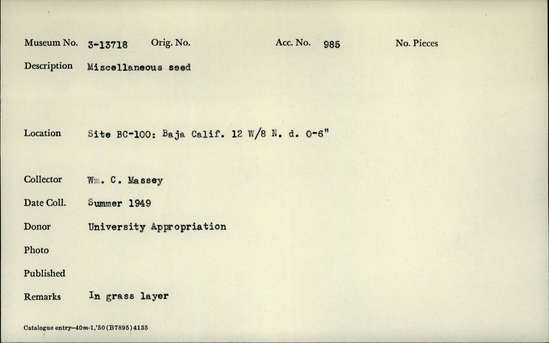 Museum No. 3-13718 Orig. No. Acc. No. 985 No. Pieces
Description Miscellaneous seed
Location Site BC-100: Baja Calif. 12 W/8 N. d. 0-6"
Collector Wm. C. Massey
Date Coll. Summer 1949
Donor University Appropriation
Photo
Published
Remarks In grass layer
Catalogue entry—40m-1,'50(B7895)4135